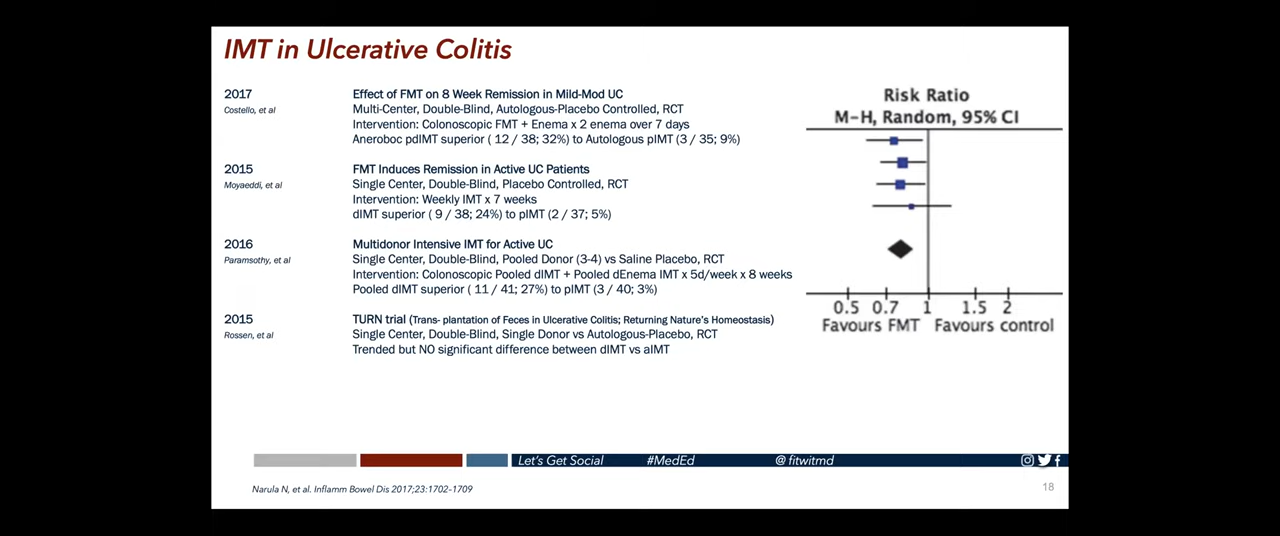 IMT in Ulcerative Colitis
2017
Costello, et al
Effect of FMT on 8 Week Remission in Mild-Mod UC
Multi-Center, Double-Blind, Autologous-Placebo Controlled, RCT
Intervention: Colonoscopic FMT + Enema x 2 enema over 7 days
Aneroboc pdIMT superior ( 12 / 38; 32%) to Autologous pIMT (3 / 35; 9%)
2015
Moyaeddi, et al
FMT Induces Remission in Active UC Patients
Single Center, Double-Blind, Placebo Controlled, RCT
Intervention: Weekly IMT x 7 weeks
dIMT superior ( 9 / 38; 24%) to pIMT (2 / 37; 5%)
2016
Paramsothy, et al
Multidonor Intensive IMT for Active UC
Single Center, Double-Blind, Pooled Donor (3-4) vs Saline Placebo, RCT
Intervention: Colonoscopic Pooled dIMT + Pooled dEnema IMT x 5d/week x 8 weeks
Pooled dIMT superior ( 11 / 41; 27%) to pIMT (3 / 40; 3%)
2015
Rossen, et al
TURN trial (Trans- plantation of Feces in Ulcerative Colitis; Returning Nature's Homeostasis)
Single Center, Double-Blind, Single Donor vs Autologous-Placebo, RCT
Trended but NO significant difference between dIMT vs aIMT
Risk Ratio
M-H, Random, 95% CI
0.5 0.7 1 1.5 2
Favours FMT Favours control
Let's Get Social #MedEd @fitwitmd
Narula N, et al. Inflamm Bowel Dis 2017;23:1702-1709
18